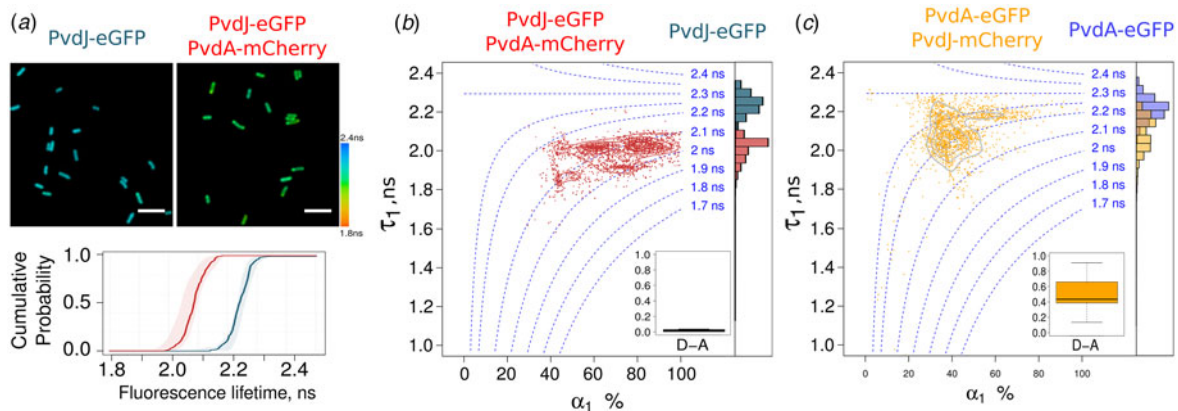 (a)
PvdJ-eGFP
PvdJ-eGFP
PvdA-mCherry
2.4ns
1.8ns
Cumulative
Probability
1.0
0.5
0.0
1.8 2.0 2.2 2.4
Fluorescence lifetime, ns
(b)
PvdJ-eGFP
PvdA-mCherry
PvdJ-eGFP
τ1,ns
2.4
2.2
2.0
1.8
1.6
1.4
1.2
1.0
2.4 ns
2.3 ns
2.2 ns
2.1 ns
2 ns
1.9 ns
1.8 ns
1.7 ns
1.0
0.8
0.6
0.4
0.2
0.0
D–A
0 20 40 60 80 100
α1 %
(c)
PvdA-eGFP
PvdJ-mCherry
PvdA-eGFP
τ1,ns
2.4
2.2
2.0
1.8
1.6
1.4
1.2
1.0
2.4 ns
2.3 ns
2.2 ns
2.1 ns
2 ns
1.9 ns
1.8 ns
1.7 ns
1.0
0.8
0.6
0.4
0.2
0.0
D–A
0 20 40 60 80 100
α1 %